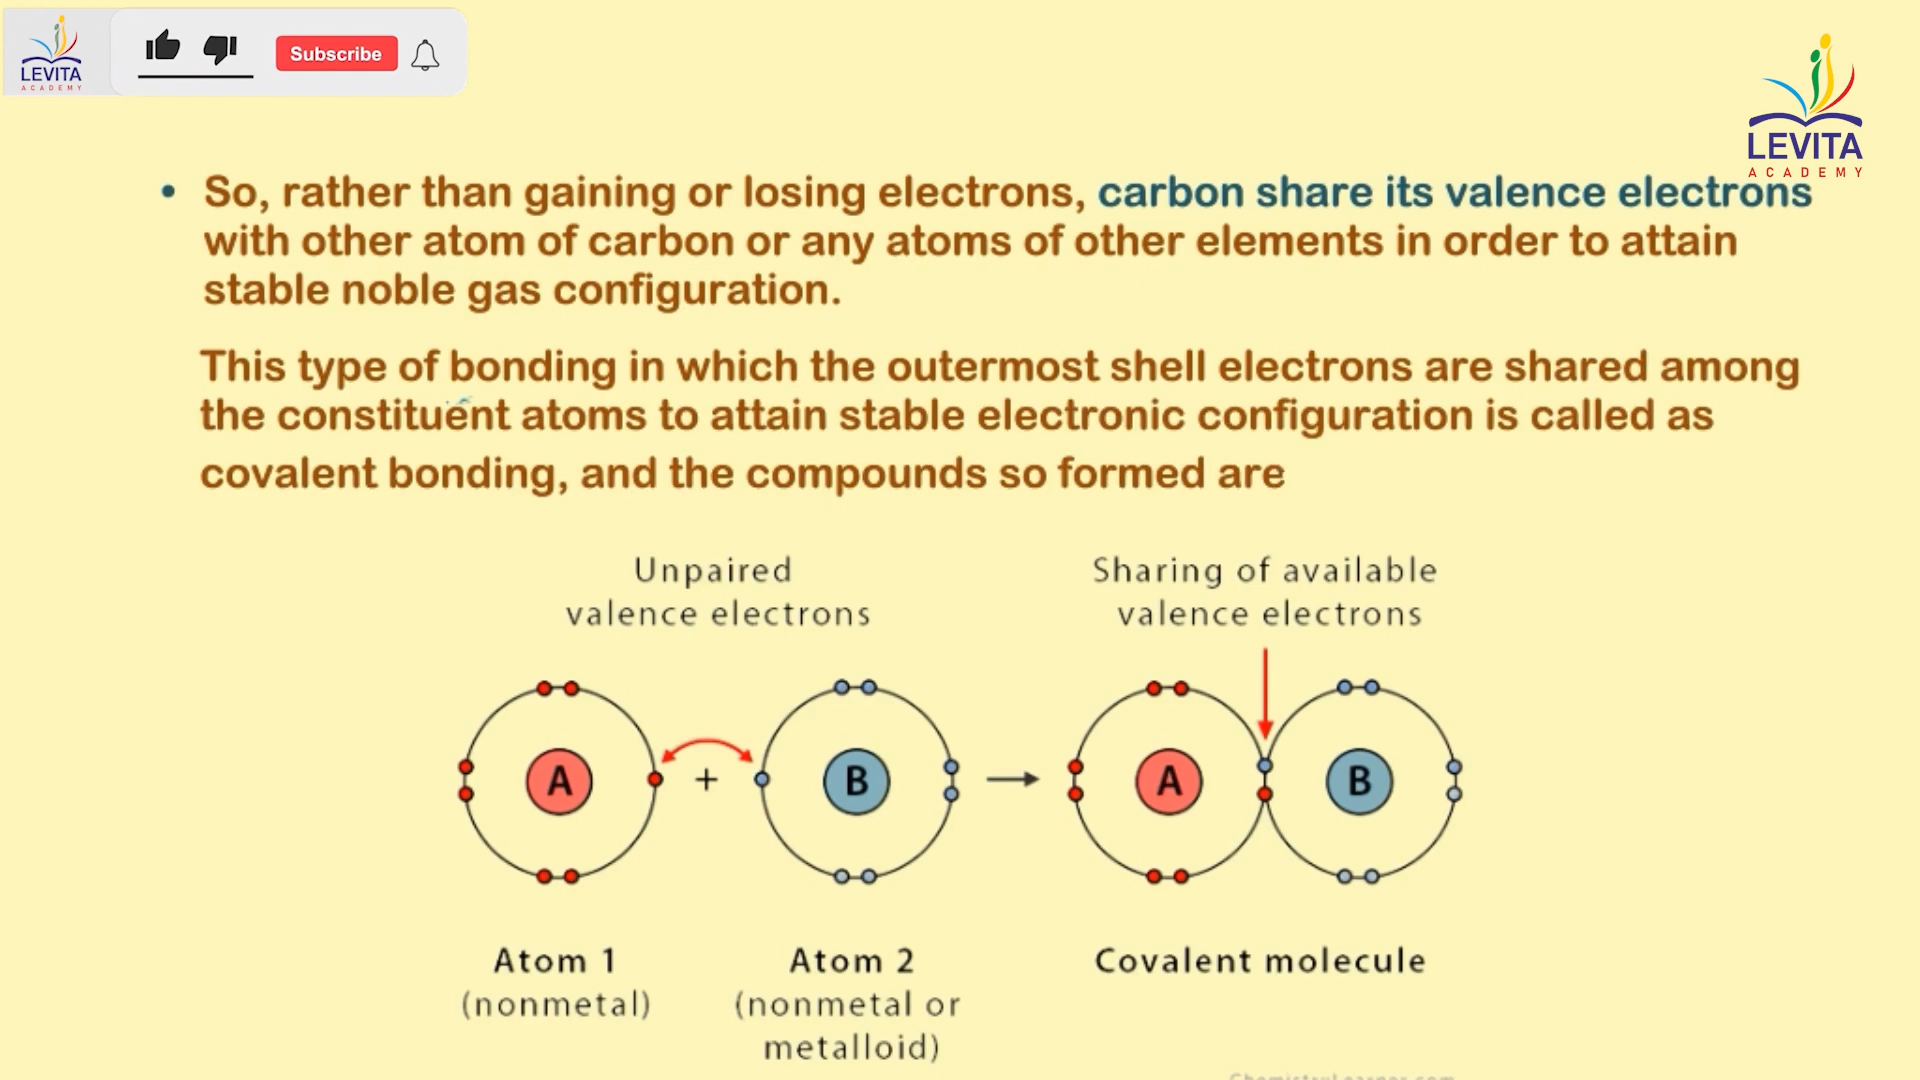 LEVITA
ACADEMY
Subscribe
LEVITA
ACADEMY
• So, rather than gaining or losing electrons, carbon share its valence electrons
with other atom of carbon or any atoms of other elements in order to attain
stable noble gas configuration.
This type of bonding in which the outermost shell electrons are shared among
the constituent atoms to attain stable electronic configuration is called as
covalent bonding, and the compounds so formed are
Unpaired
valence electrons
Sharing of available
valence electrons
A + B → A B
Atom 1
(nonmetal)
Atom 2
(nonmetal or
metalloid)
Covalent molecule